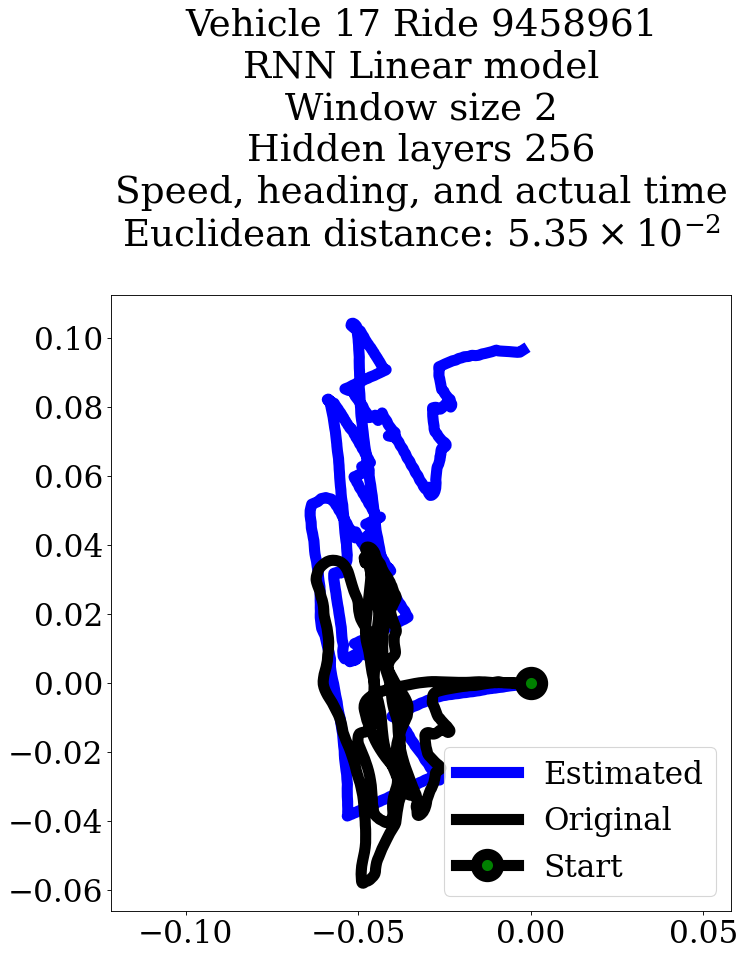 Vehicle 17 Ride 9458961
RNN Linear model
Window size 2
Hidden layers 256
Speed, heading, and actual time
Euclidean distance: 5.35 × 10⁻²
0.10
0.08
0.06
0.04
0.02
0.00
−0.02
−0.04
−0.06
Estimated
Original
Start
−0.10 −0.05 0.00 0.05